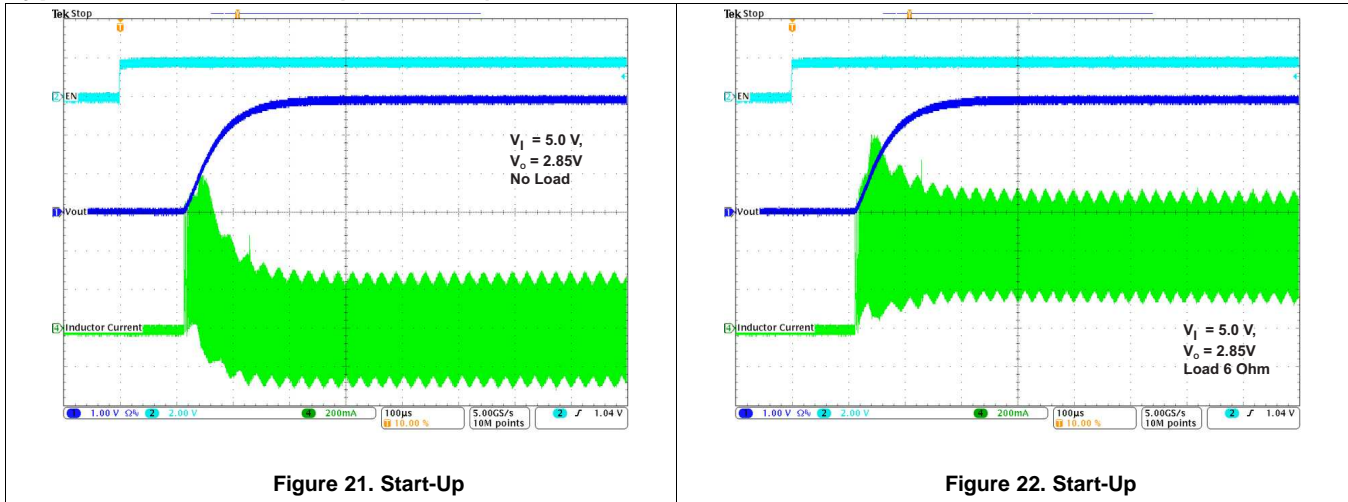 Tek Stop
T
2 EN
V_I = 5.0 V,
V_o = 2.85V
No Load
1 Vout
4 Inductor Current
1 1.00 V Ω% 2 2.00 V 4 200mA 100µs 5.00GS/s 2 ∫ 1.04 V
T 10.00 % 10M points
Figure 21. Start-Up
Tek Stop
T
2 EN
1 Vout
4 Inductor Current
V_I = 5.0 V,
V_o = 2.85V
Load 6 Ohm
1 1.00 V Ω% 2 2.00 V 4 200mA 100µs 5.00GS/s 2 ∫ 1.04 V
T 10.00 % 10M points
Figure 22. Start-Up